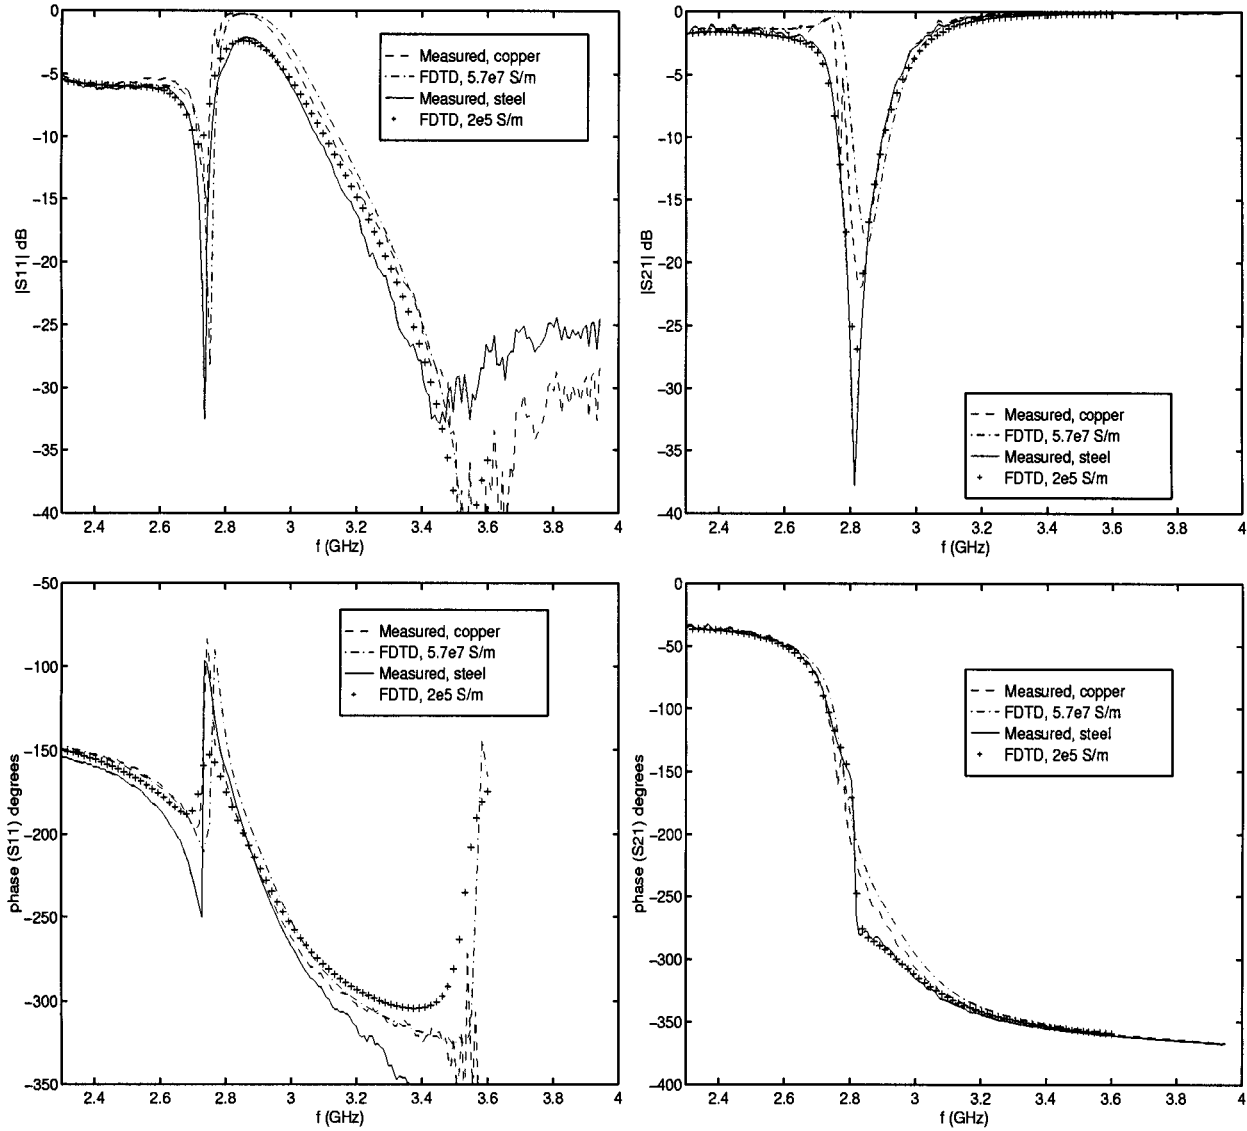 |S11| dB
0
−5
−10
−15
−20
−25
−30
−35
−40
2.4 2.6 2.8 3 3.2 3.4 3.6 3.8 4
f (GHz)
Measured, copper
FDTD, 5.7e7 S/m
Measured, steel
FDTD, 2e5 S/m
|S21| dB
0
−5
−10
−15
−20
−25
−30
−35
−40
2.4 2.6 2.8 3 3.2 3.4 3.6 3.8 4
f (GHz)
Measured, copper
FDTD, 5.7e7 S/m
Measured, steel
FDTD, 2e5 S/m
phase (S11) degrees
−50
−100
−150
−200
−250
−300
−350
2.4 2.6 2.8 3 3.2 3.4 3.6 3.8 4
f (GHz)
Measured, copper
FDTD, 5.7e7 S/m
Measured, steel
FDTD, 2e5 S/m
phase (S21) degrees
0
−50
−100
−150
−200
−250
−300
−350
−400
2.4 2.6 2.8 3 3.2 3.4 3.6 3.8 4
f (GHz)
Measured, copper
FDTD, 5.7e7 S/m
Measured, steel
FDTD, 2e5 S/m